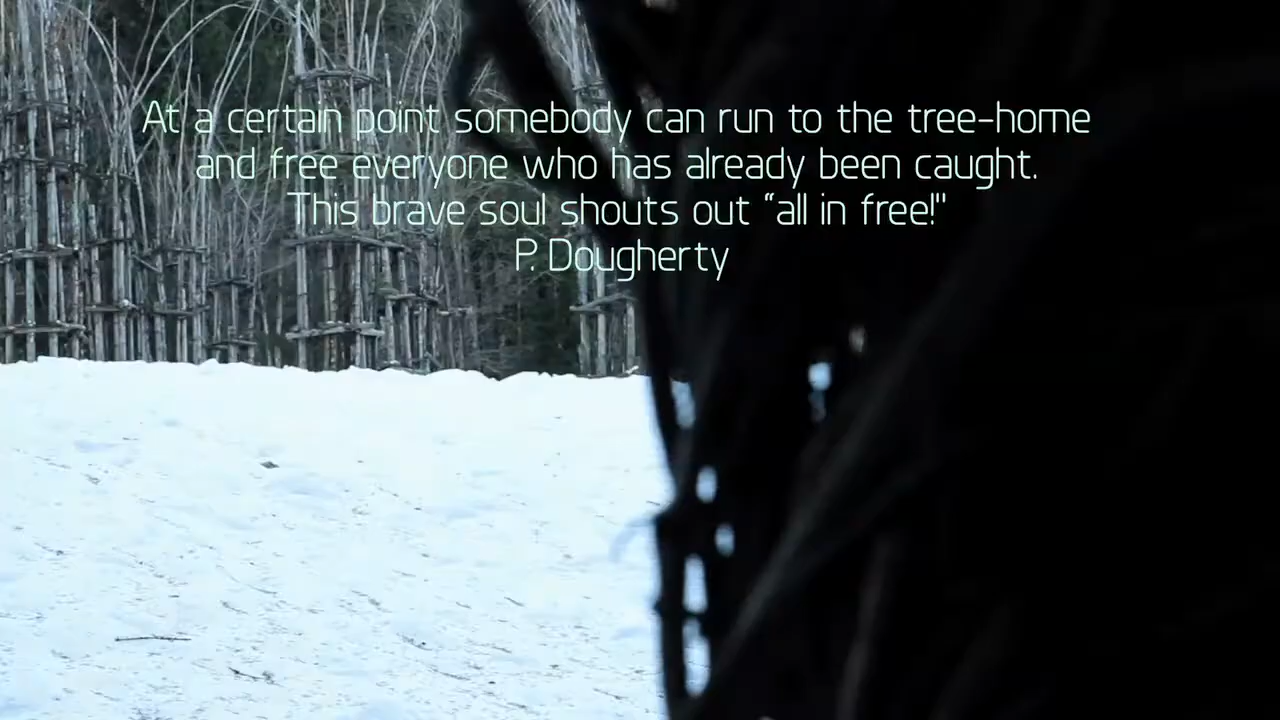 At a certain point somebody can run to the tree-home
and free everyone who has already been caught.
This brave soul shouts out “all in free!"
P. Dougherty